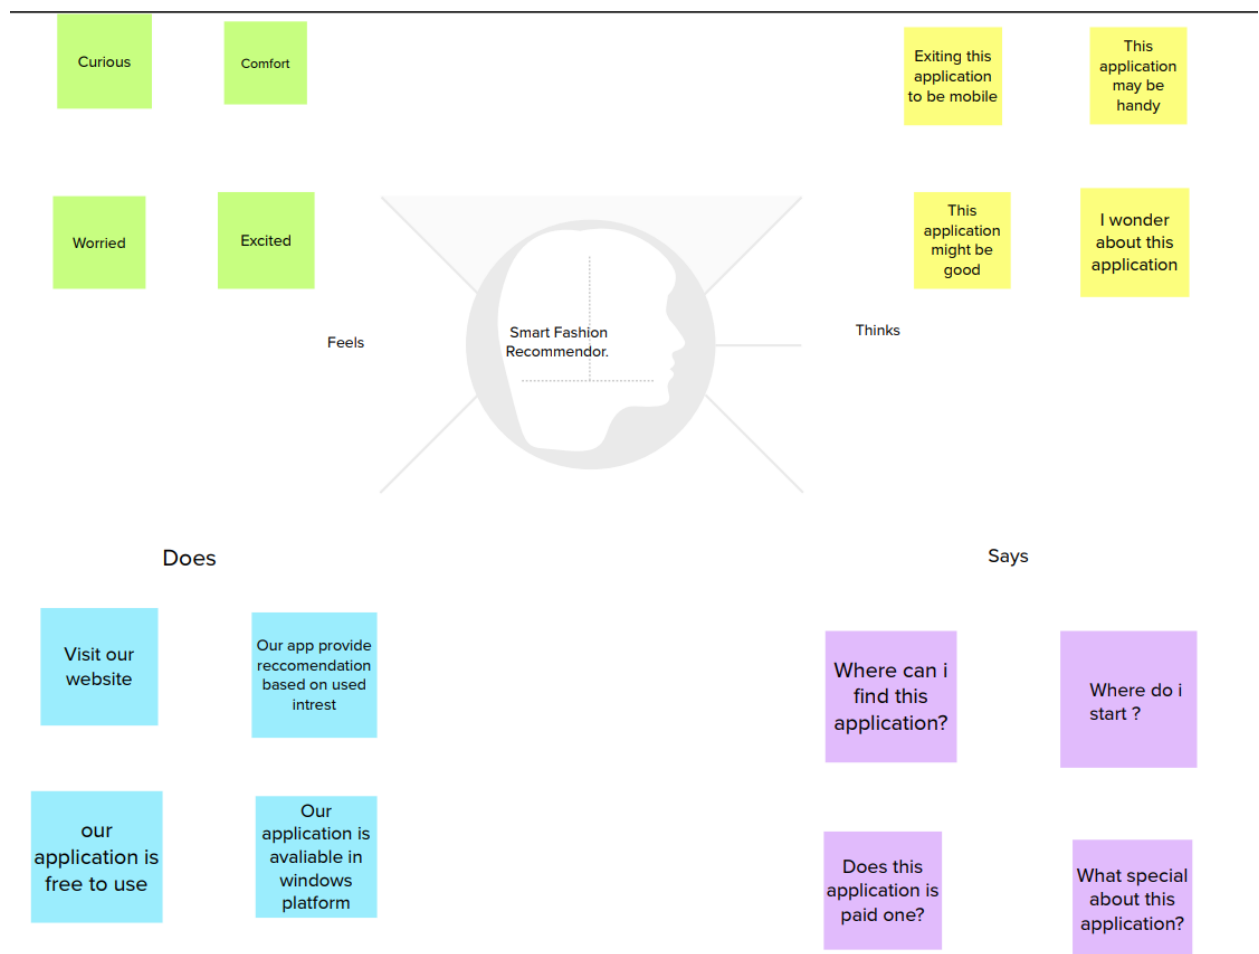 Curious
Comfort
Worried
Excited
Feels
Exiting this
application
to be mobile
This
application
may be
handy
This
application
might be
good
I wonder
about this
application
Thinks
Smart Fashion
Recommendor.
Does
Visit our
website
Our app provide
reccomendation
based on used
intrest
our
application is
free to use
Our
application is
avaliable in
windows
platform
Says
Where can i
find this
application?
Where do i
start ?
Does this
application is
paid one?
What special
about this
application?